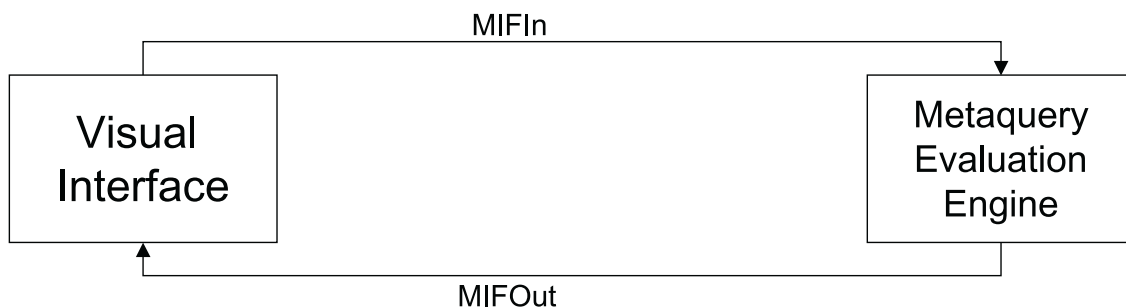 MIFIn
Visual
Interface
Metaquery
Evaluation
Engine
MIFOut